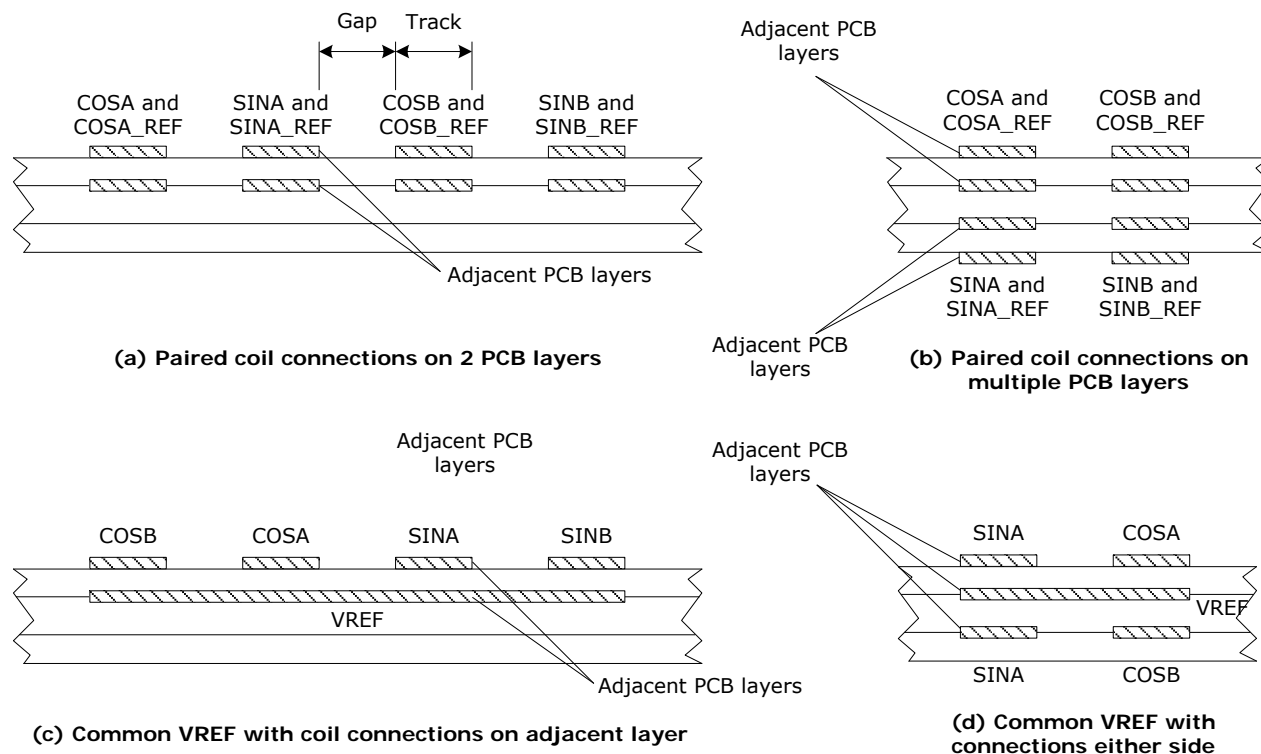 Gap
Track
COSA and
COSA_REF
SINA and
SINA_REF
COSB and
COSB_REF
SINB and
SINB_REF
Adjacent PCB layers
(a) Paired coil connections on 2 PCB layers
Adjacent PCB
layers
COSA and
COSA_REF
COSB and
COSB_REF
SINA and
SINA_REF
SINB and
SINB_REF
Adjacent PCB
layers
(b) Paired coil connections on
multiple PCB layers
Adjacent PCB
layers
COSB
COSA
SINA
SINB
VREF
Adjacent PCB layers
(c) Common VREF with coil connections on adjacent layer
Adjacent PCB
layers
SINA
COSA
VREF
SINA
COSB
(d) Common VREF with
connections either side